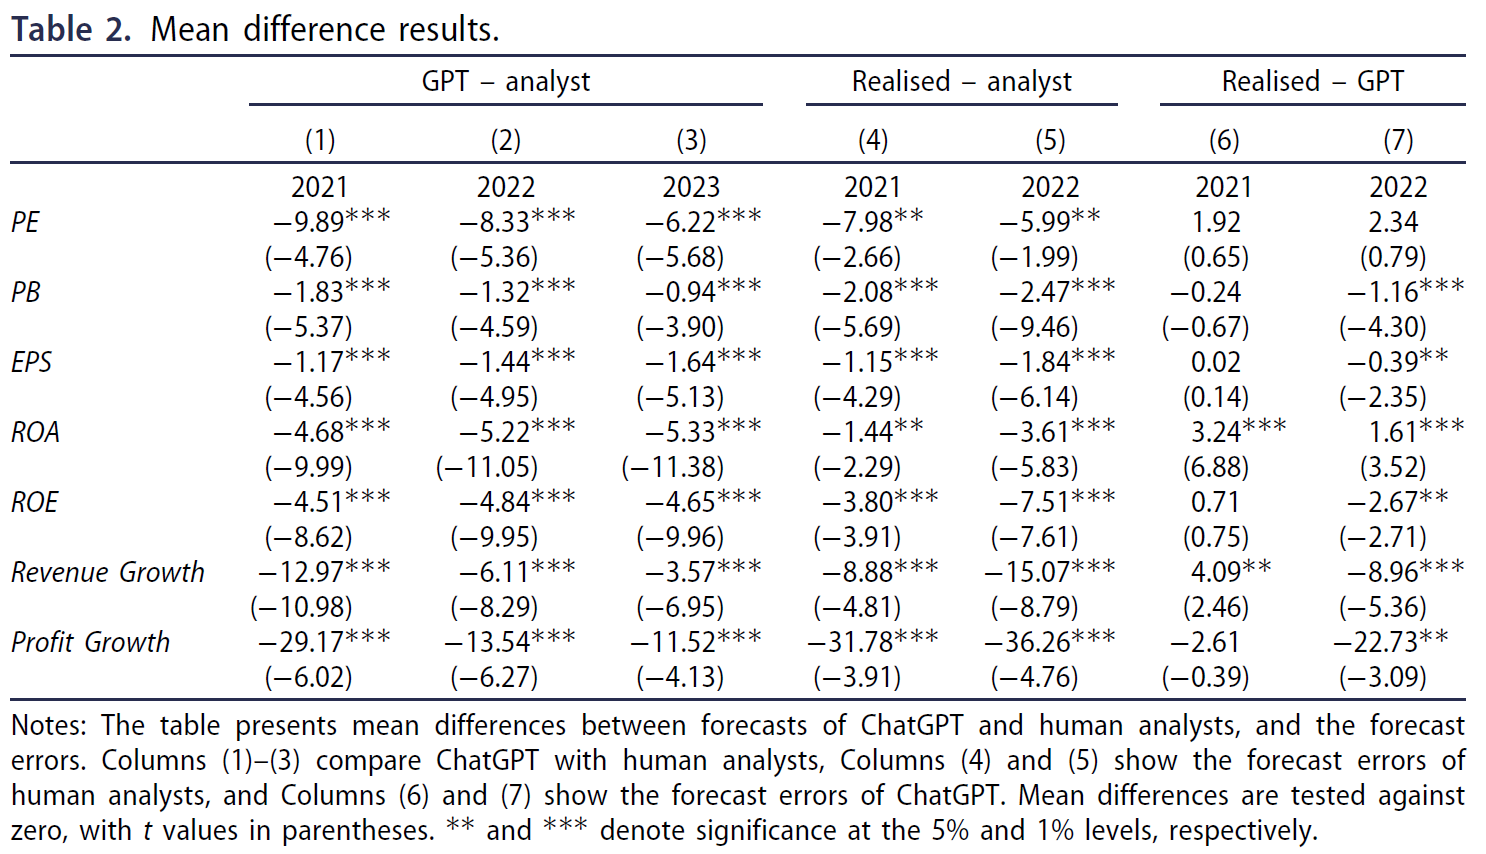 Table 2. Mean difference results.
GPT – analyst Realised – analyst Realised – GPT
(1) (2) (3) (4) (5) (6) (7)
2021 2022 2023 2021 2022 2021 2022
PE −9.89*** −8.33*** −6.22*** −7.98** −5.99** 1.92 2.34
(−4.76) (−5.36) (−5.68) (−2.66) (−1.99) (0.65) (0.79)
PB −1.83*** −1.32*** −0.94*** −2.08*** −2.47*** −0.24 −1.16***
(−5.37) (−4.59) (−3.90) (−5.69) (−9.46) (−0.67) (−4.30)
EPS −1.17*** −1.44*** −1.64*** −1.15*** −1.84*** 0.02 −0.39**
(−4.56) (−4.95) (−5.13) (−4.29) (−6.14) (0.14) (−2.35)
ROA −4.68*** −5.22*** −5.33*** −1.44** −3.61*** 3.24*** 1.61***
(−9.99) (−11.05) (−11.38) (−2.29) (−5.83) (6.88) (3.52)
ROE −4.51*** −4.84*** −4.65*** −3.80*** −7.51*** 0.71 −2.67**
(−8.62) (−9.95) (−9.96) (−3.91) (−7.61) (0.75) (−2.71)
Revenue Growth −12.97*** −6.11*** −3.57*** −8.88*** −15.07*** 4.09** −8.96***
(−10.98) (−8.29) (−6.95) (−4.81) (−8.79) (2.46) (−5.36)
Profit Growth −29.17*** −13.54*** −11.52*** −31.78*** −36.26*** −2.61 −22.73**
(−6.02) (−6.27) (−4.13) (−3.91) (−4.76) (−0.39) (−3.09)
Notes: The table presents mean differences between forecasts of ChatGPT and human analysts, and the forecast
errors. Columns (1)–(3) compare ChatGPT with human analysts, Columns (4) and (5) show the forecast errors of
human analysts, and Columns (6) and (7) show the forecast errors of ChatGPT. Mean differences are tested against
zero, with t values in parentheses. ** and *** denote significance at the 5% and 1% levels, respectively.